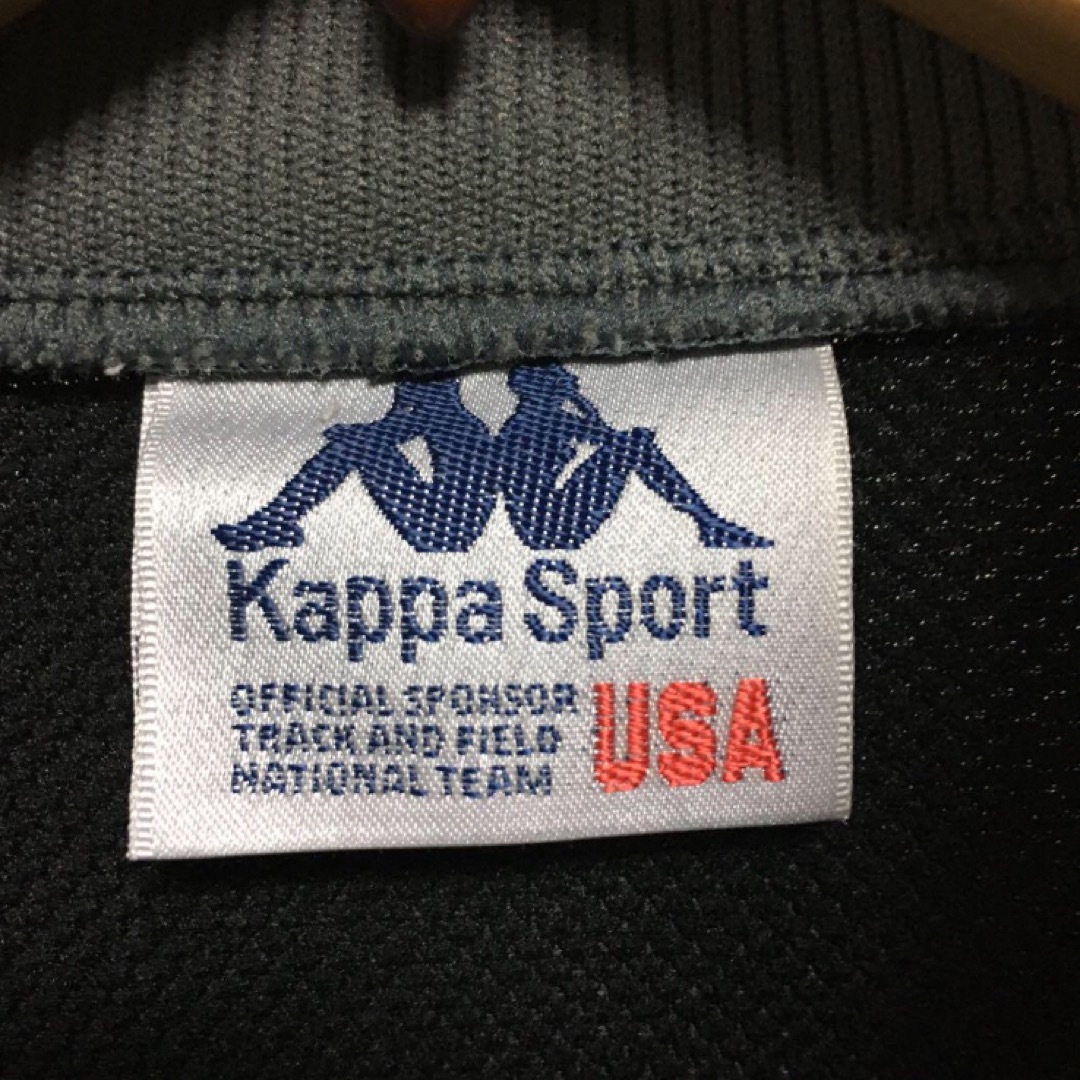 Kappa Sport
OFFICIAL SPONSOR
TRACK AND FIELD
NATIONAL TEAM
USA